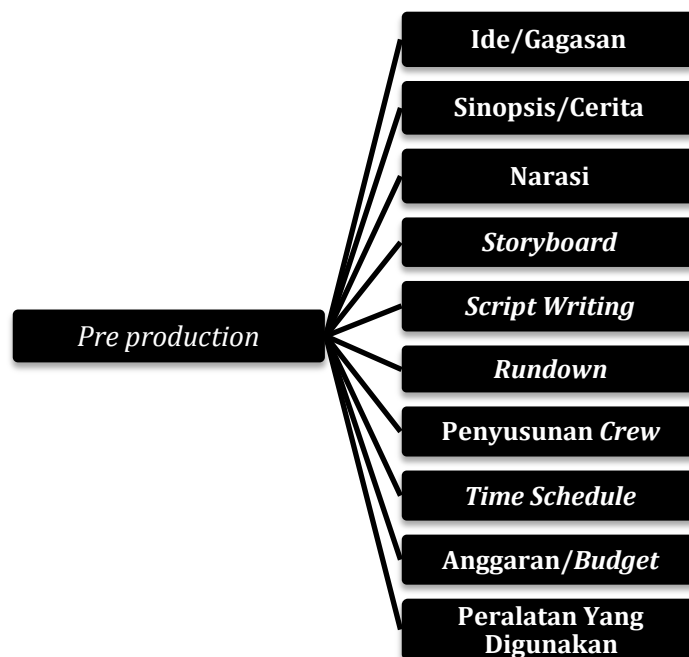 Ide/Gagasan
Sinopsis/Cerita
Narasi
Storyboard
Script Writing
Pre production
Rundown
Penyusunan Crew
Time Schedule
Anggaran/Budget
Peralatan Yang
Digunakan